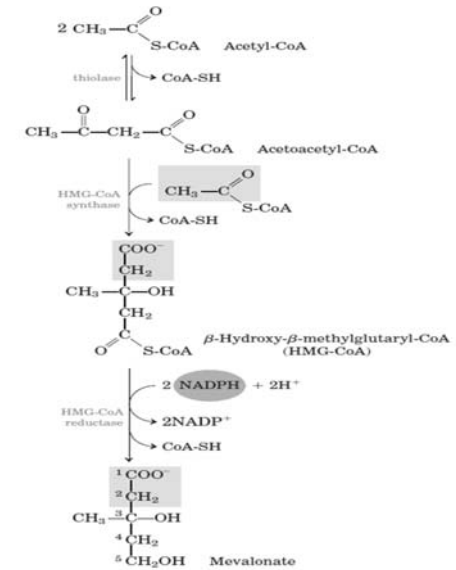 O
2 CH₃—C
S-CoA Acetyl-CoA
thiolase CoA-SH
O O
CH₃—C—CH₂—C
S-CoA Acetoacetyl-CoA
HMG-CoA
synthase
O
CH₃—C
S-CoA
CoA-SH
COO⁻
CH₂
CH₃—C—OH
CH₂
C
O S-CoA
β-Hydroxy-β-methylglutaryl-CoA
(HMG-CoA)
2 NADPH + 2H⁺
HMG-CoA
reductase
2NADP⁺
CoA-SH
¹COO⁻
²CH₂
CH₃—³C—OH
⁴CH₂
⁵CH₂OH Mevalonate